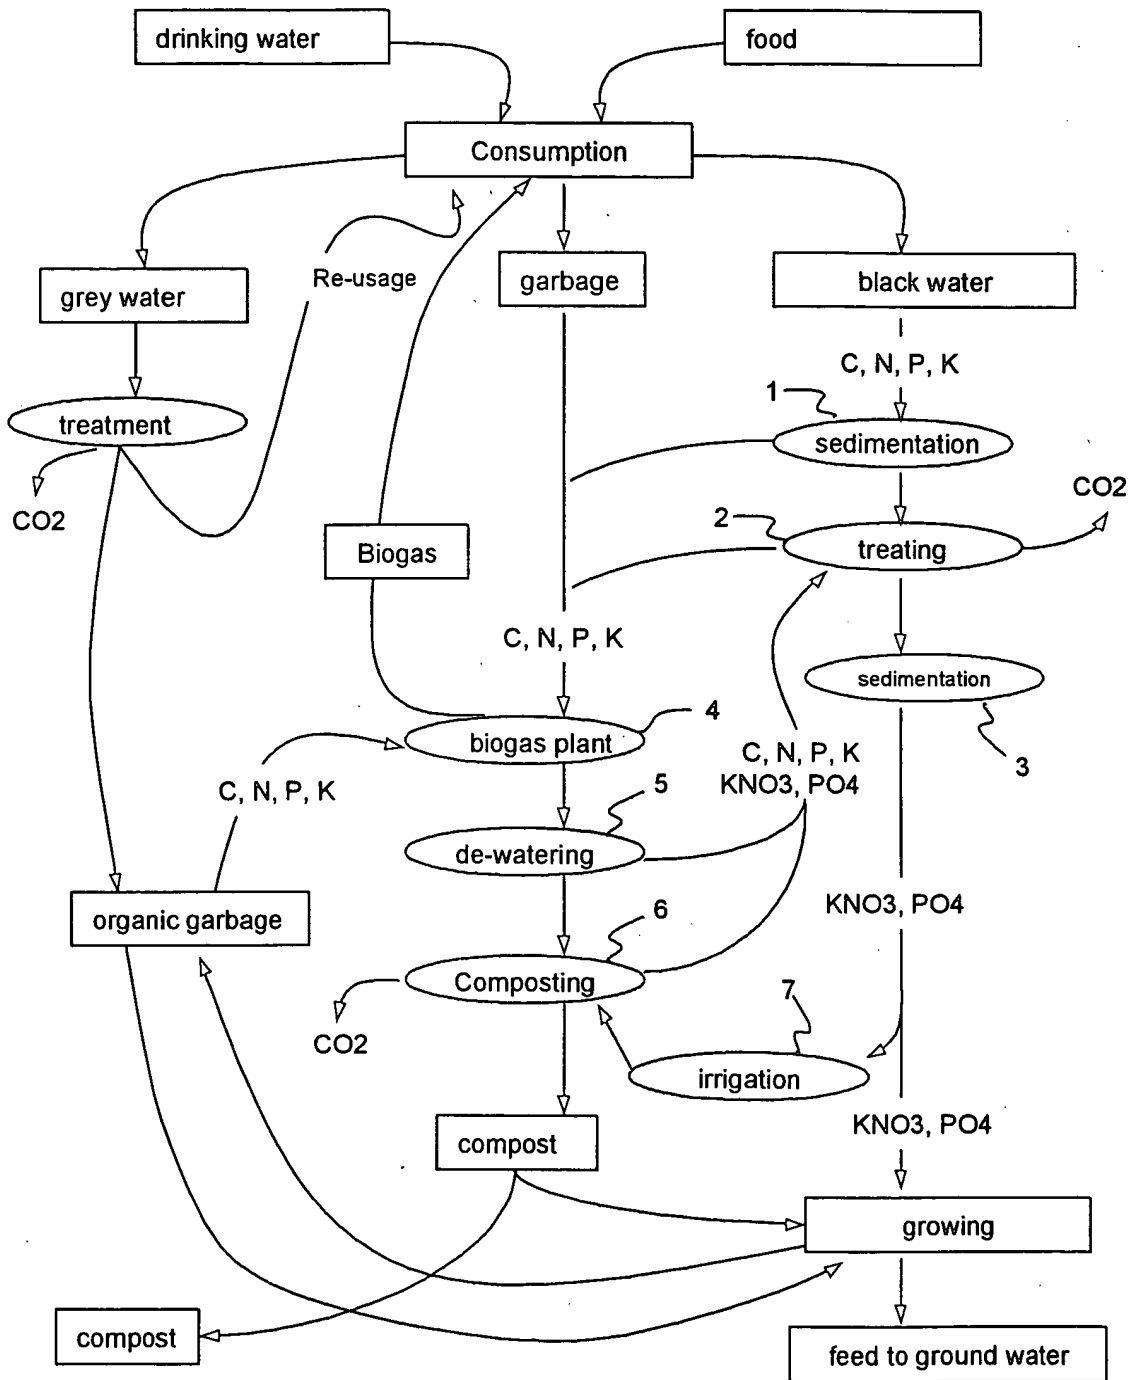 drinking water
food
Consumption
Re-usage
grey water
garbage
black water
C, N, P, K
1
treatment
sedimentation
CO2
CO2
2
Biogas
treating
C, N, P, K
sedimentation
4
biogas plant
C, N, P, K
KNO3, PO4
3
C, N, P, K
5
de-watering
organic garbage
KNO3, PO4
6
Composting
7
CO2
irrigation
compost
KNO3, PO4
growing
compost
feed to ground water